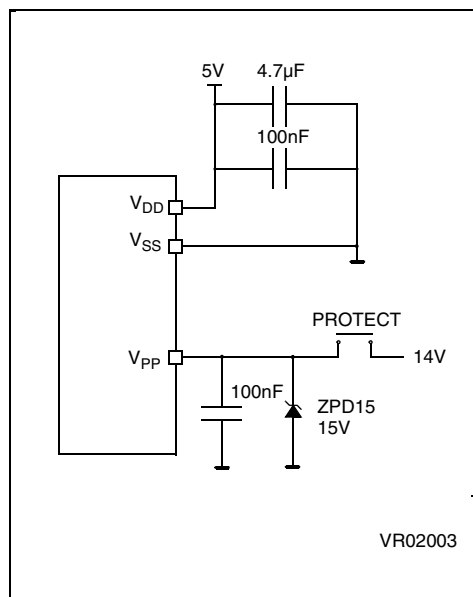 5V
4.7µF
100nF
VDD
VSS
PROTECT
VPP
14V
100nF
ZPD15
15V
VR02003